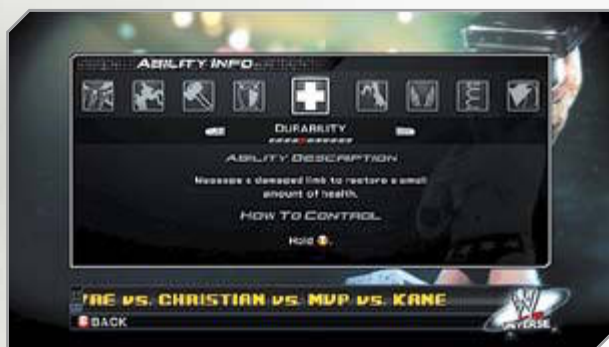 ABILITY INFO
DURABILITY
ABILITY DESCRIPTION
Massage a damaged limb to restore a small
amount of health.
HOW TO CONTROL
Hold
VS. CHRISTIAN VS. MVP VS. KANE
BACK
W
UNIVERSE